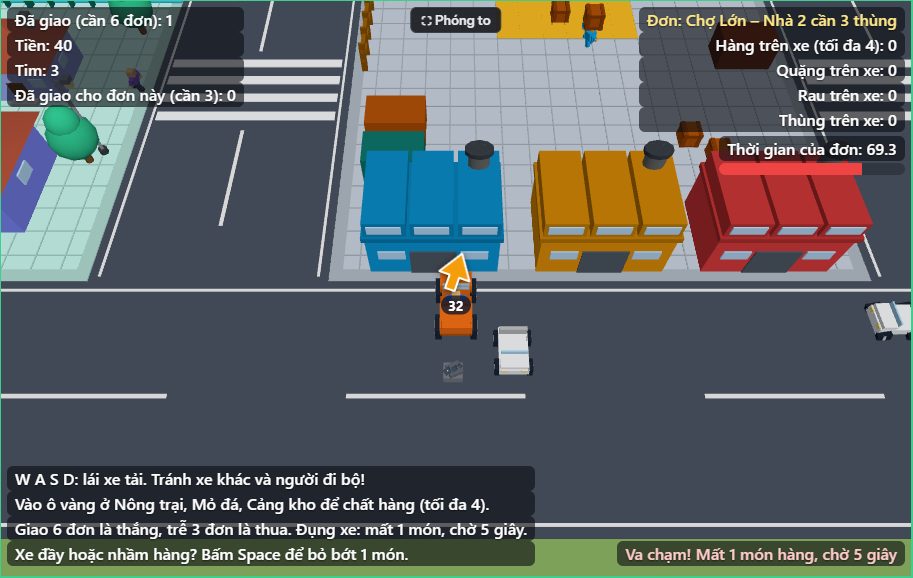 Đã giao (cần 6 đơn): 1
Tiền: 40
Tim: 3
Đã giao cho đơn này (cần 3): 0
Phóng to
Đơn: Chợ Lớn – Nhà 2 cần 3 thùng
Hàng trên xe (tối đa 4): 0
Quặng trên xe: 0
Rau trên xe: 0
Thùng trên xe: 0
Thời gian của đơn: 69.3
32
W A S D: lái xe tải. Tránh xe khác và người đi bộ!
Vào ô vàng ở Nông trại, Mỏ đá, Cảng kho để chất hàng (tối đa 4).
Giao 6 đơn là thắng, trễ 3 đơn là thua. Đụng xe: mất 1 món, chờ 5 giây.
Xe đầy hoặc nhầm hàng? Bấm Space để bỏ bớt 1 món.
Va chạm! Mất 1 món hàng, chờ 5 giây